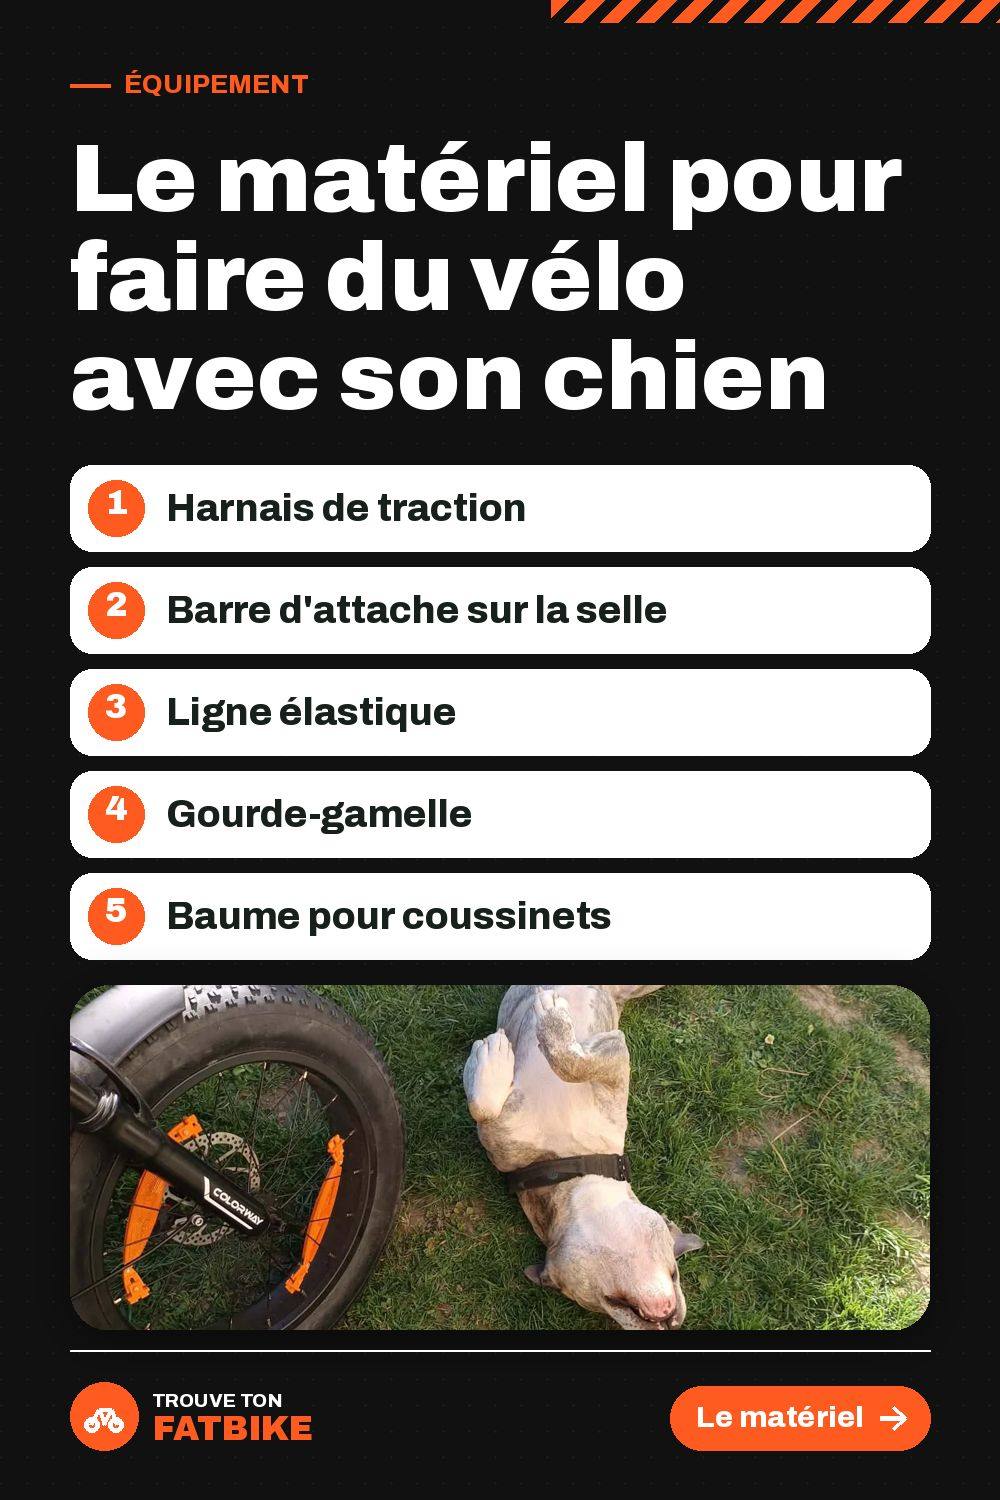 ÉQUIPEMENT
Le matériel pour
faire du vélo
avec son chien
1 Harnais de traction
2 Barre d'attache sur la selle
3 Ligne élastique
4 Gourde-gamelle
5 Baume pour coussinets
COLORWAY
TROUVE TON
FATBIKE
Le matériel →